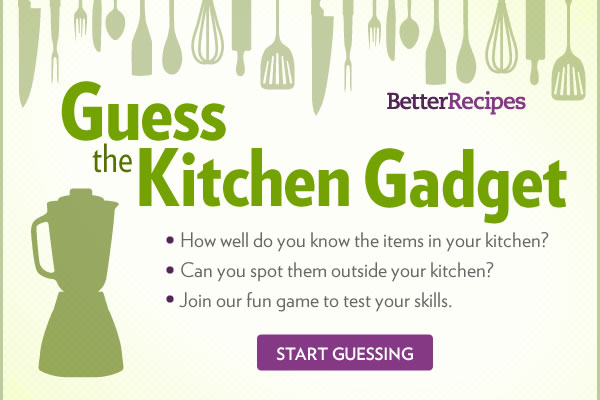 BetterRecipes
Guess
the Kitchen Gadget
• How well do you know the items in your kitchen?
• Can you spot them outside your kitchen?
• Join our fun game to test your skills.
START GUESSING